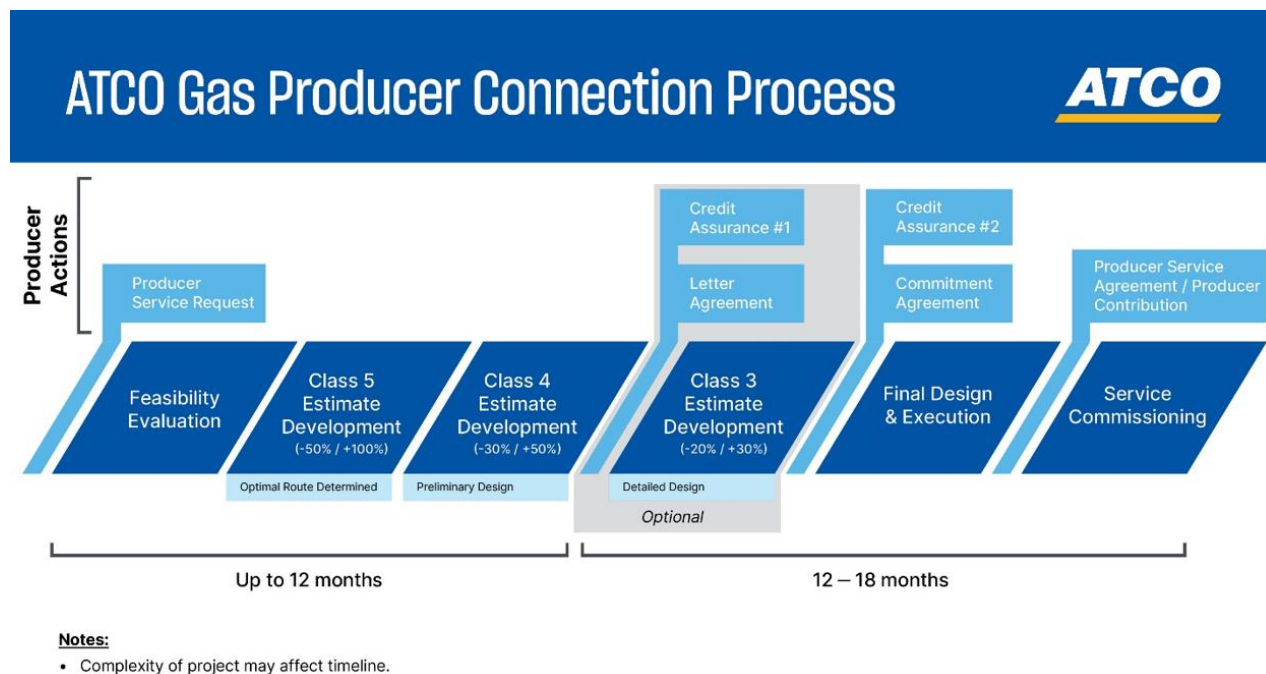 ATCO Gas Producer Connection Process
ATCO
Producer
Actions
Producer
Service Request
Credit
Assurance #1
Letter
Agreement
Credit
Assurance #2
Commitment
Agreement
Producer Service
Agreement / Producer
Contribution
Feasibility
Evaluation
Class 5
Estimate
Development
(-50% / +100%)
Class 4
Estimate
Development
(-30% / +50%)
Class 3
Estimate
Development
(-20% / +30%)
Final Design
& Execution
Service
Commissioning
Optimal Route Determined
Preliminary Design
Detailed Design
Optional
Up to 12 months
12 – 18 months
Notes:
• Complexity of project may affect timeline.